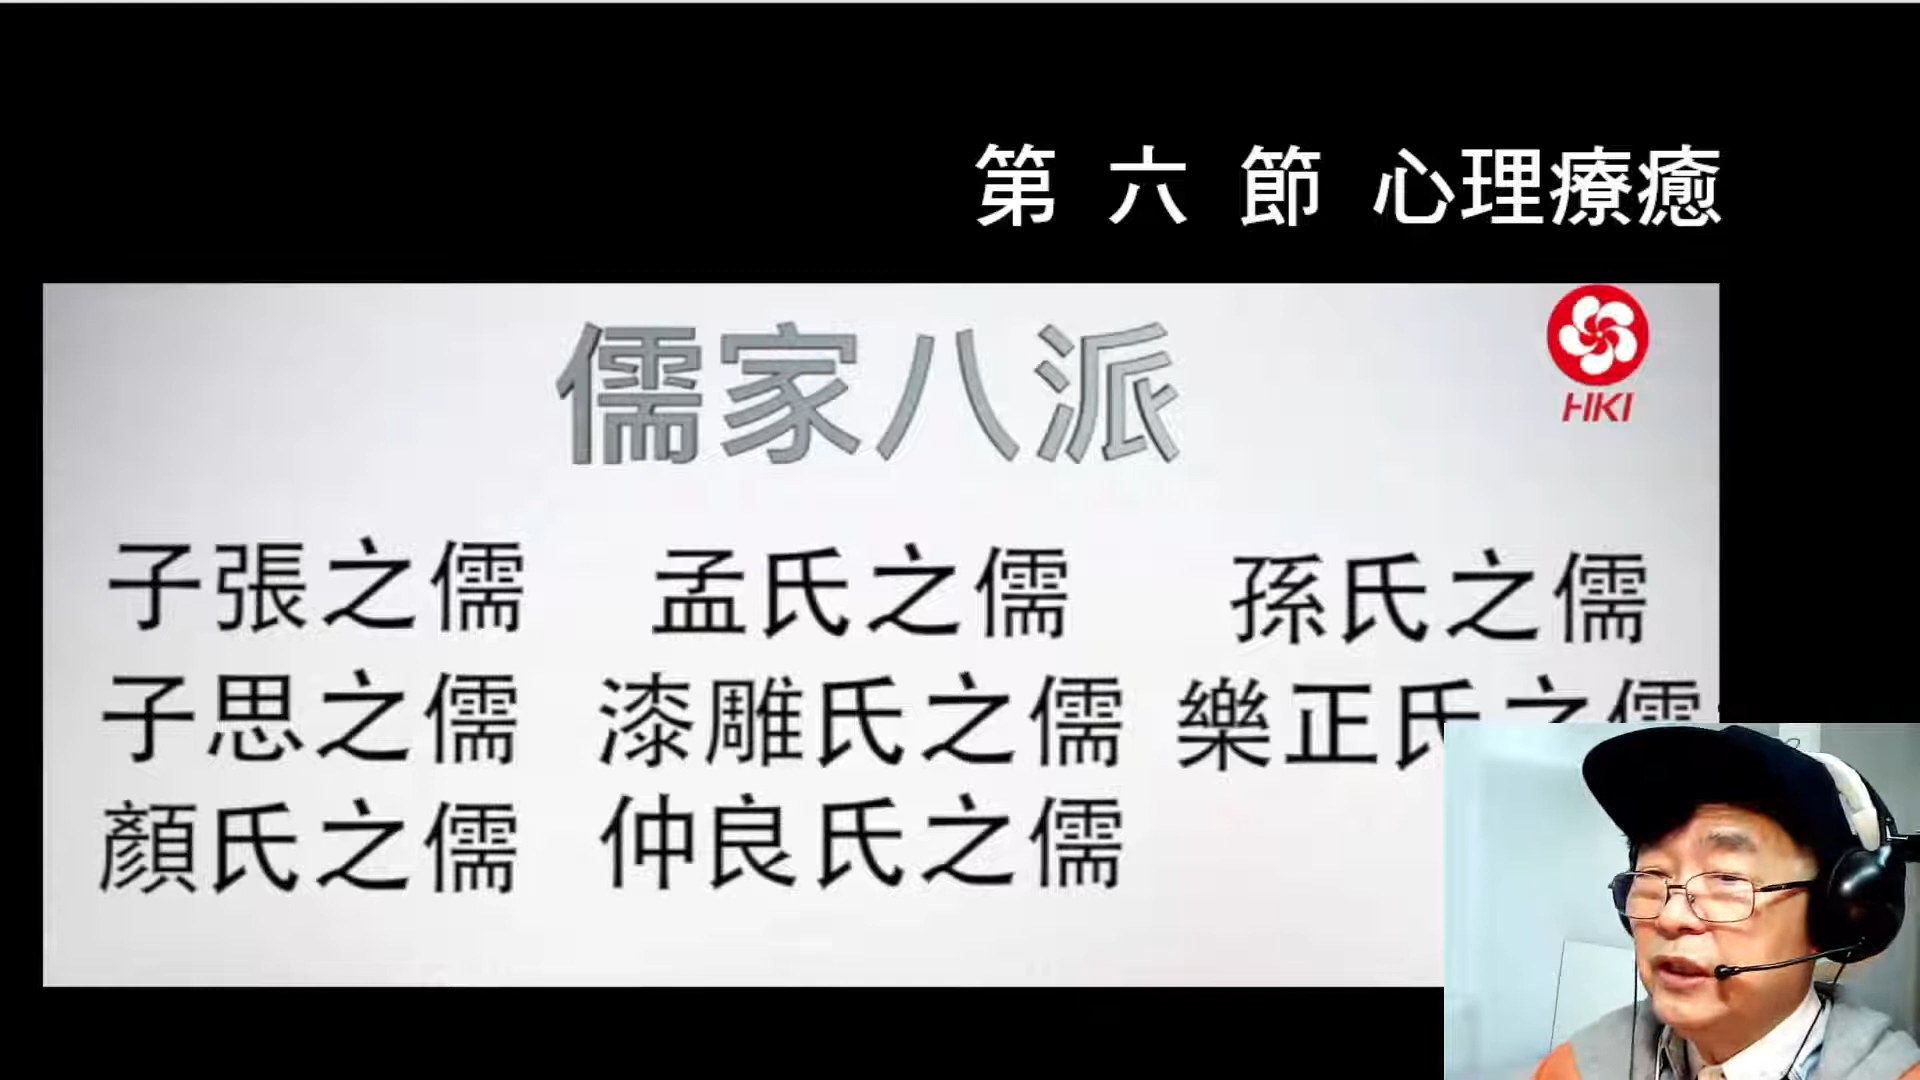 第 六 節 心理療癒
儒家八派
HKI
子張之儒 孟氏之儒 孫氏之儒
子思之儒 漆雕氏之儒 樂正氏之儒
顏氏之儒 仲良氏之儒